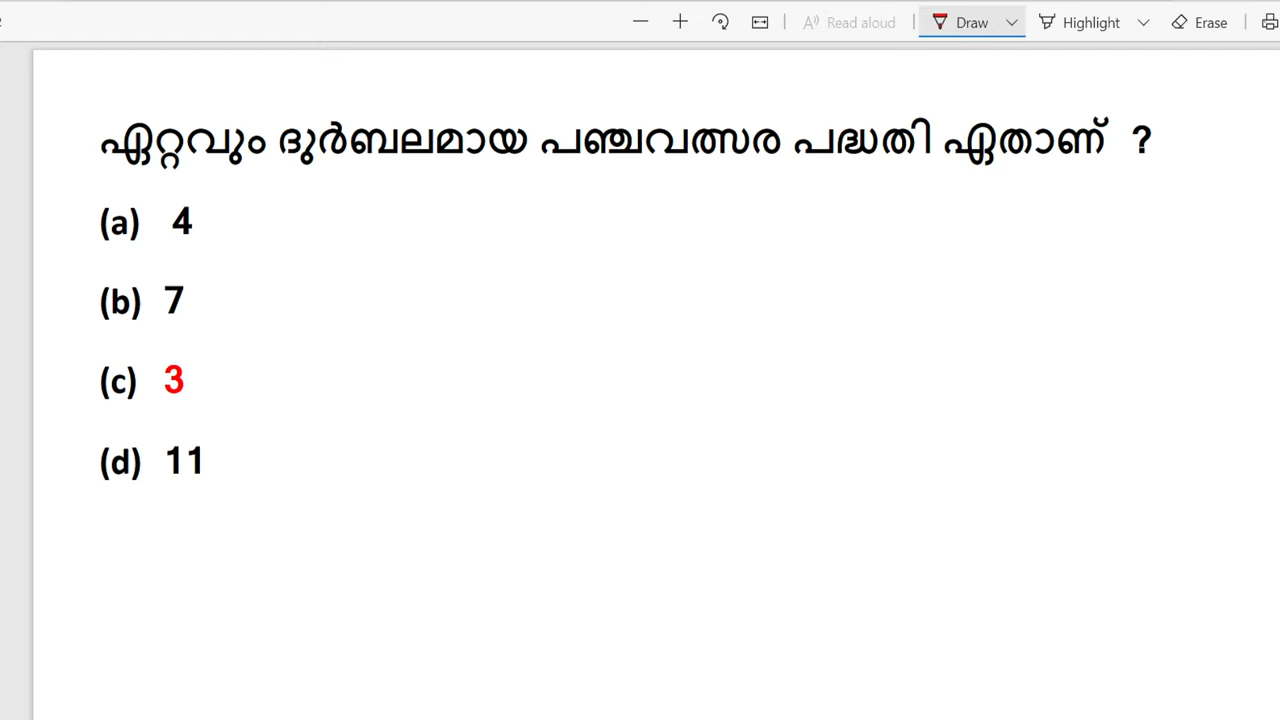 Read aloud Draw Highlight Erase
ഏറ്റവും ദുർബലമായ പഞ്ചവത്സര പദ്ധതി ഏതാണ് ?
(a) 4
(b) 7
(c) 3
(d) 11